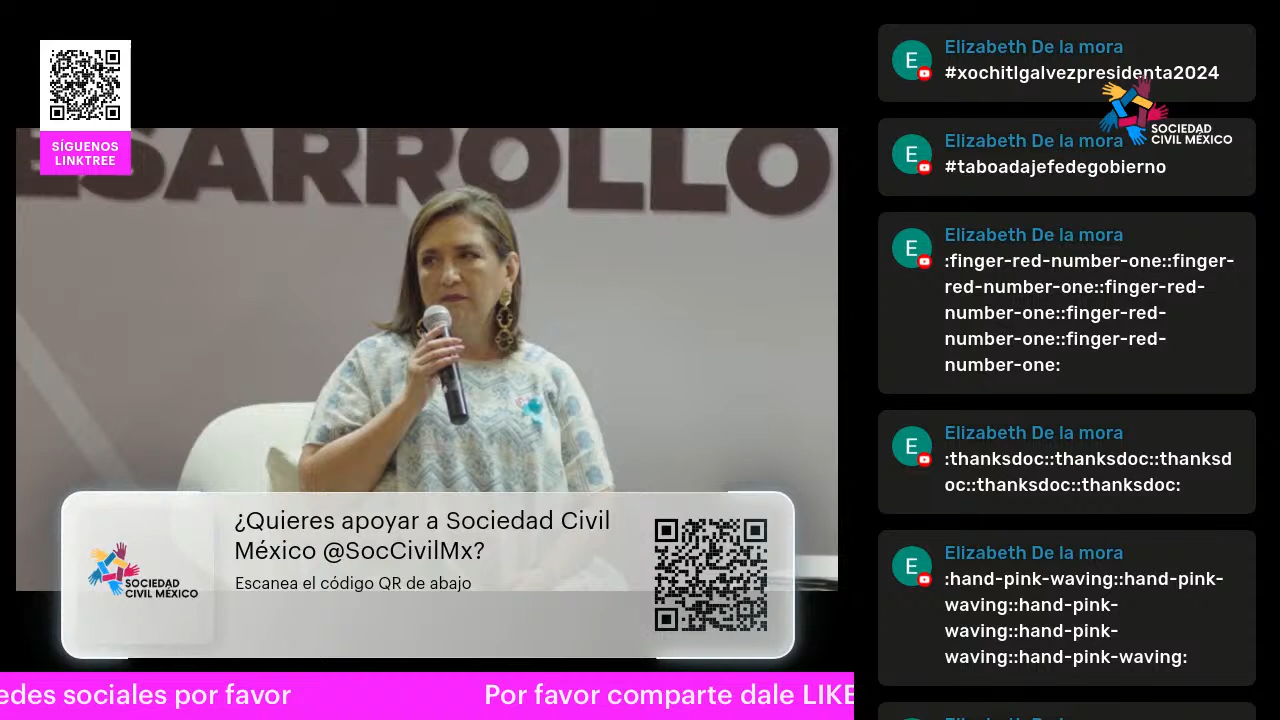 SÍGUENOS
LINKTREE
ESARROLLO
¿Quieres apoyar a Sociedad Civil
México @SocCivilMx?
Escanea el código QR de abajo
SOCIEDAD
CIVIL MÉXICO
edes sociales por favor
Por favor comparte dale LIKE
Elizabeth De la mora
#xochitlgalvezpresidenta2024
SOCIEDAD
CIVIL MÉXICO
Elizabeth De la mora
#taboadajefedegobierno
Elizabeth De la mora
:finger-red-number-one::finger-
red-number-one::finger-red-
number-one::finger-red-
number-one::finger-red-
number-one:
Elizabeth De la mora
:thanksdoc::thanksdoc::thanksd
oc::thanksdoc::thanksdoc:
Elizabeth De la mora
:hand-pink-waving::hand-pink-
waving::hand-pink-
waving::hand-pink-
waving::hand-pink-waving: